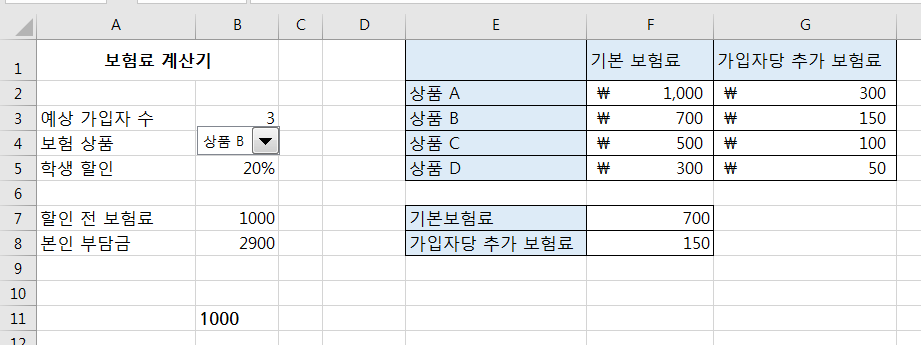 A B C D E F G
1 보험료 계산기 기본 보험료 가입자당 추가 보험료
2 상품 A ₩ 1,000 ₩ 300
3 예상 가입자 수 3 상품 B ₩ 700 ₩ 150
4 보험 상품 상품 B 상품 C ₩ 500 ₩ 100
5 학생 할인 20% 상품 D ₩ 300 ₩ 50
6
7 할인 전 보험료 1000 기본보험료 700
8 본인 부담금 2900 가입자당 추가 보험료 150
9
10
11 1000
12